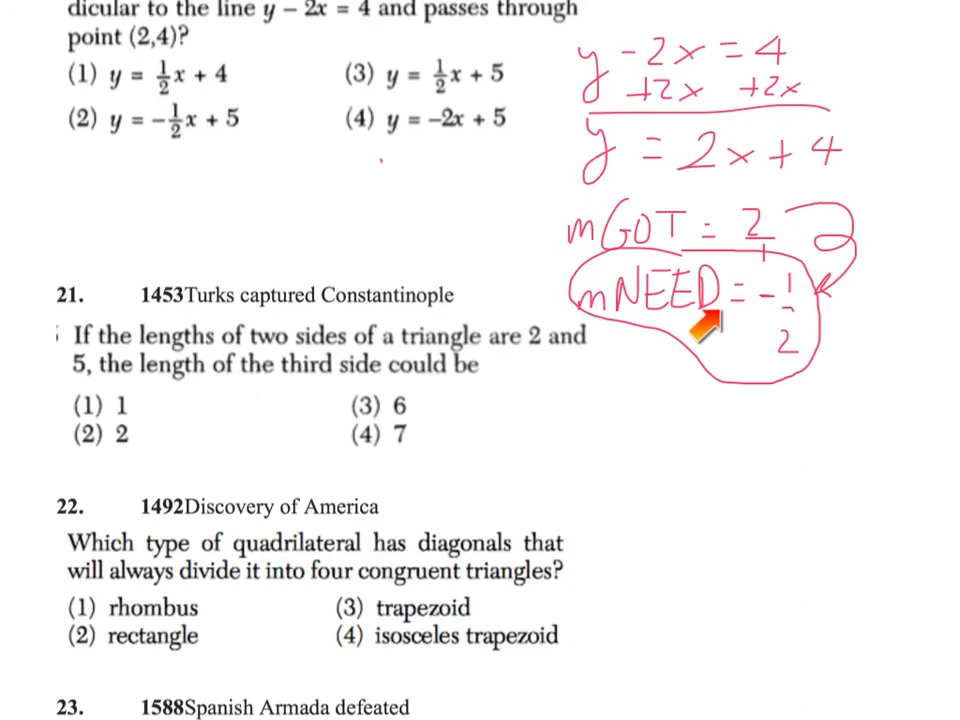 dicular to the line y − 2x = 4 and passes through
point (2,4)?
(1) y = 1/2x + 4
(3) y = 1/2x + 5
(2) y = −1/2x + 5
(4) y = −2x + 5
y - 2x = 4
+2x +2x
y = 2x + 4
mGOT = 2/1
mNEED = - 1/2
21. 1453Turks captured Constantinople
If the lengths of two sides of a triangle are 2 and
5, the length of the third side could be
(1) 1
(3) 6
(2) 2
(4) 7
22. 1492Discovery of America
Which type of quadrilateral has diagonals that
will always divide it into four congruent triangles?
(1) rhombus
(3) trapezoid
(2) rectangle
(4) isosceles trapezoid
23. 1588Spanish Armada defeated